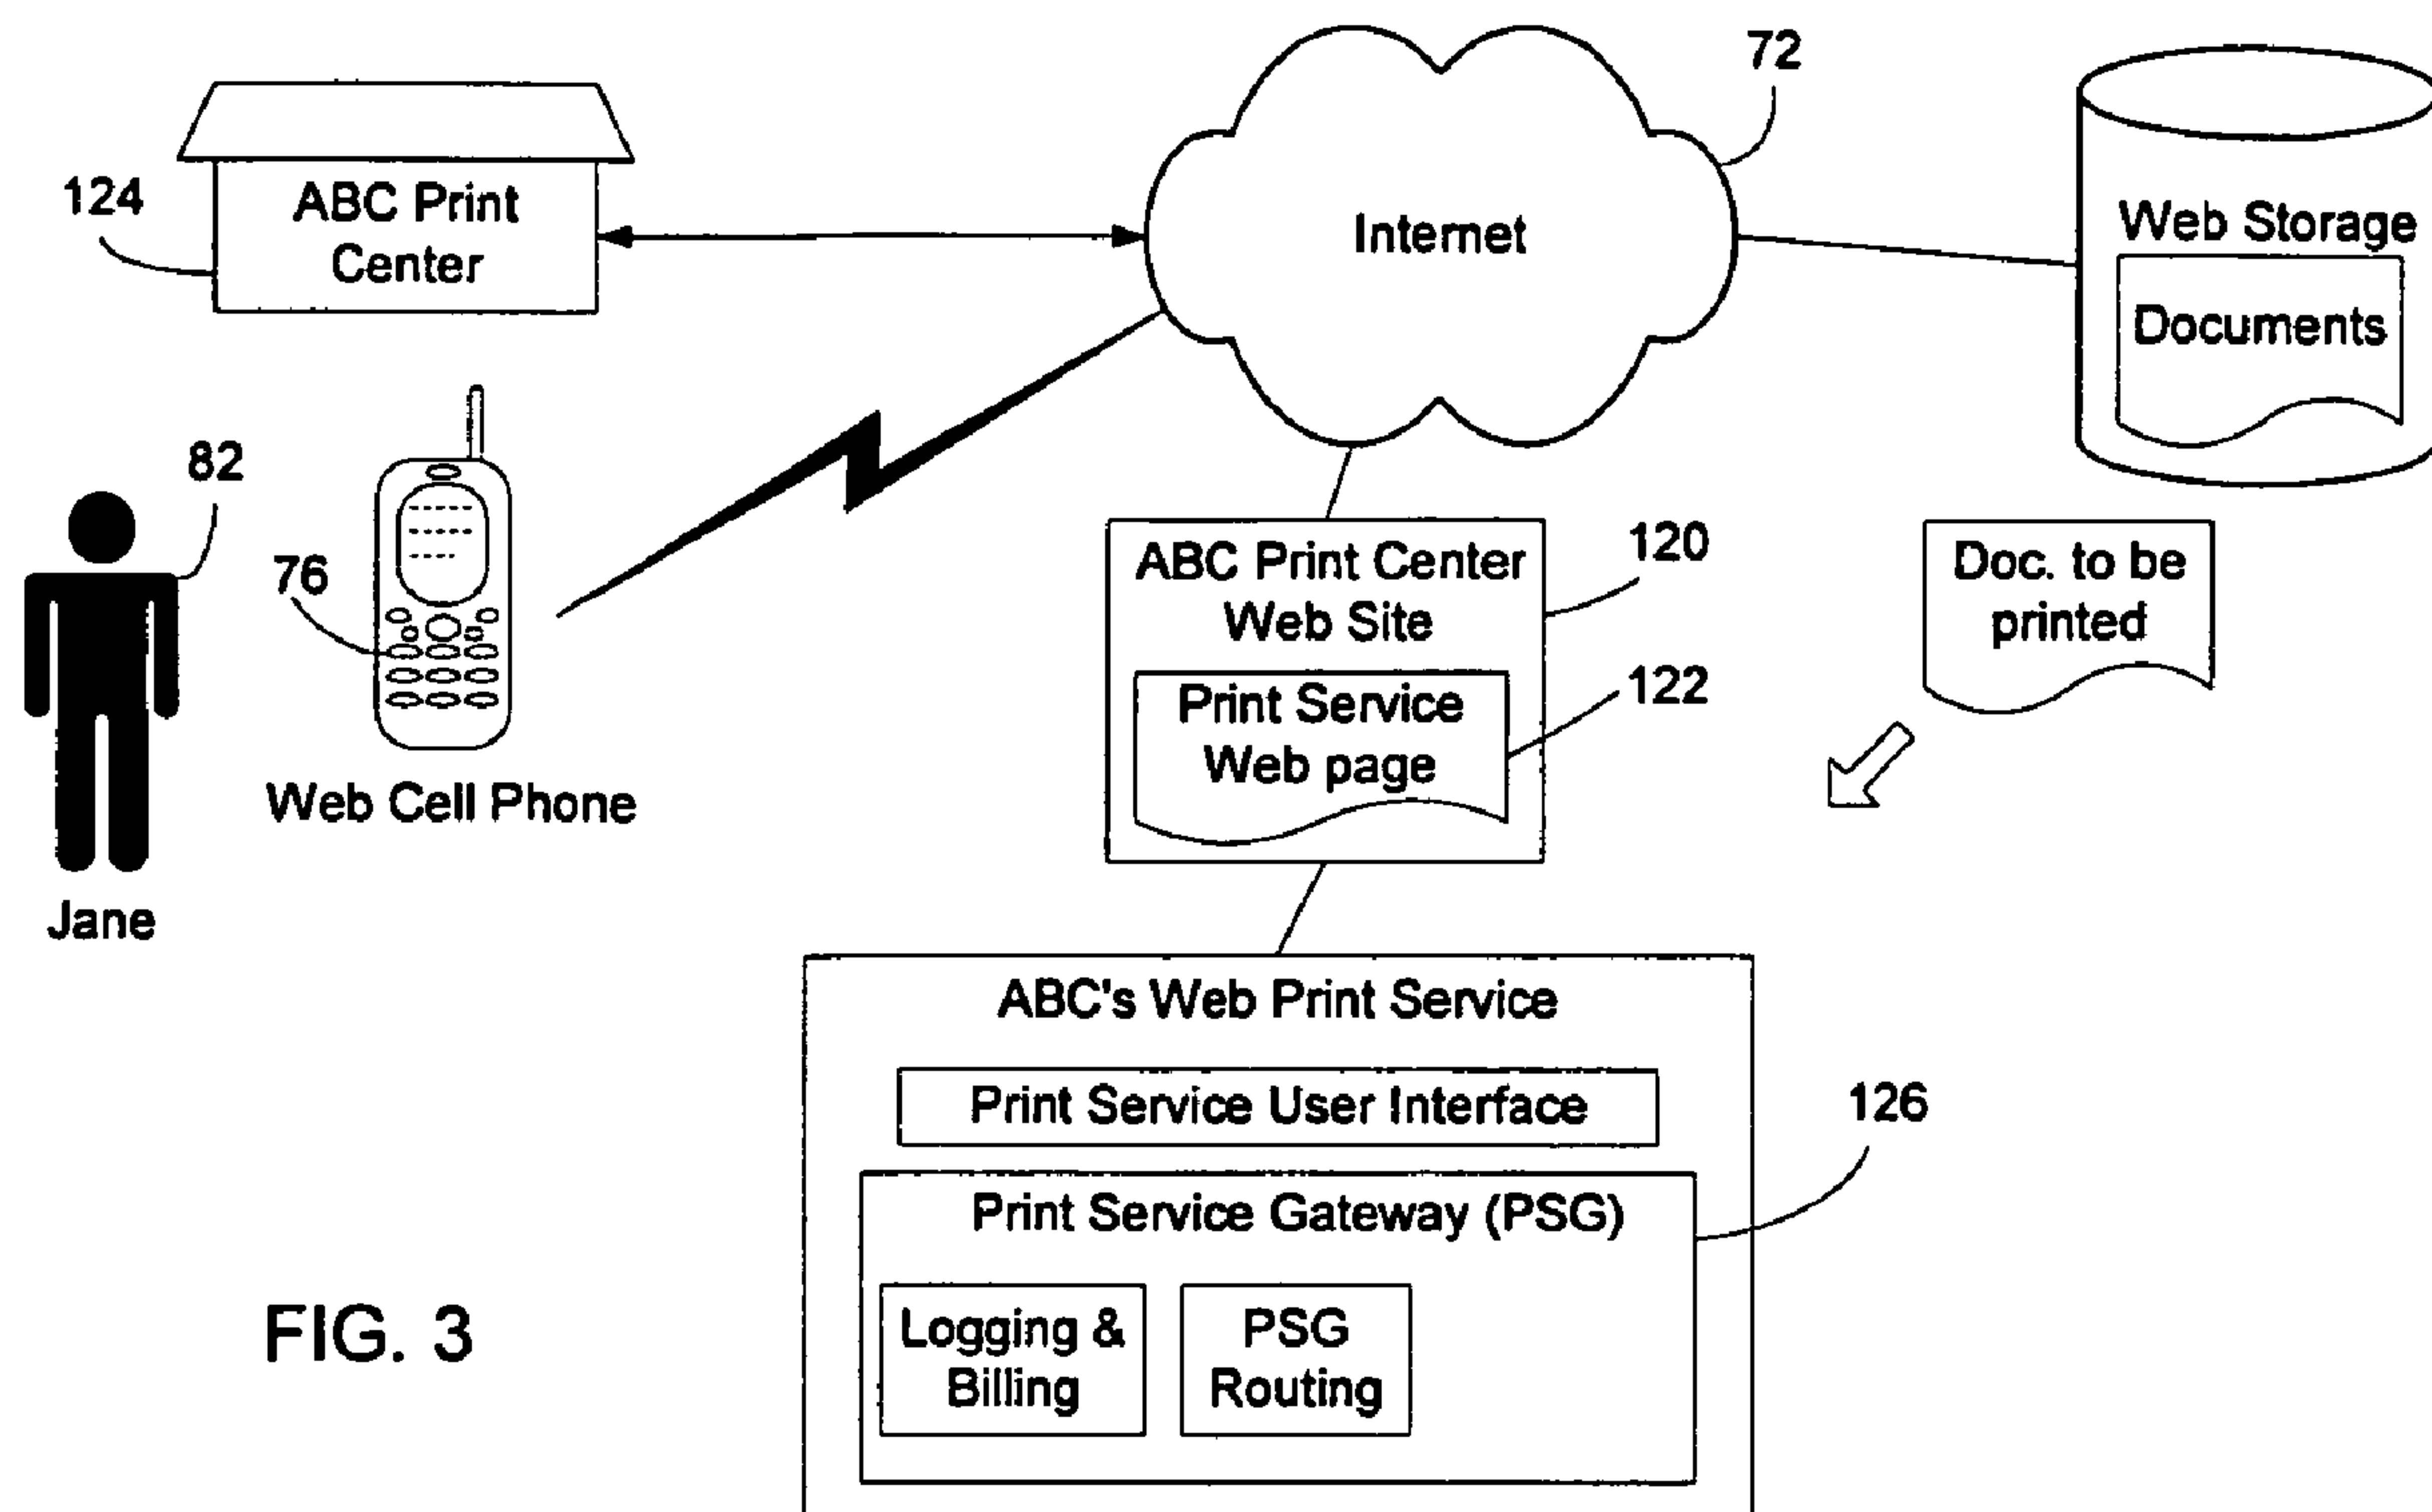 72
124
ABC Print
Center
Internet
Web Storage
Documents
82
76
Web Cell Phone
Jane
ABC Print Center
Web Site
120
Print Service
Web page
122
Doc. to be
printed
ABC's Web Print Service
Print Service User Interface
126
Print Service Gateway (PSG)
Logging &
Billing
PSG
Routing
FIG. 3